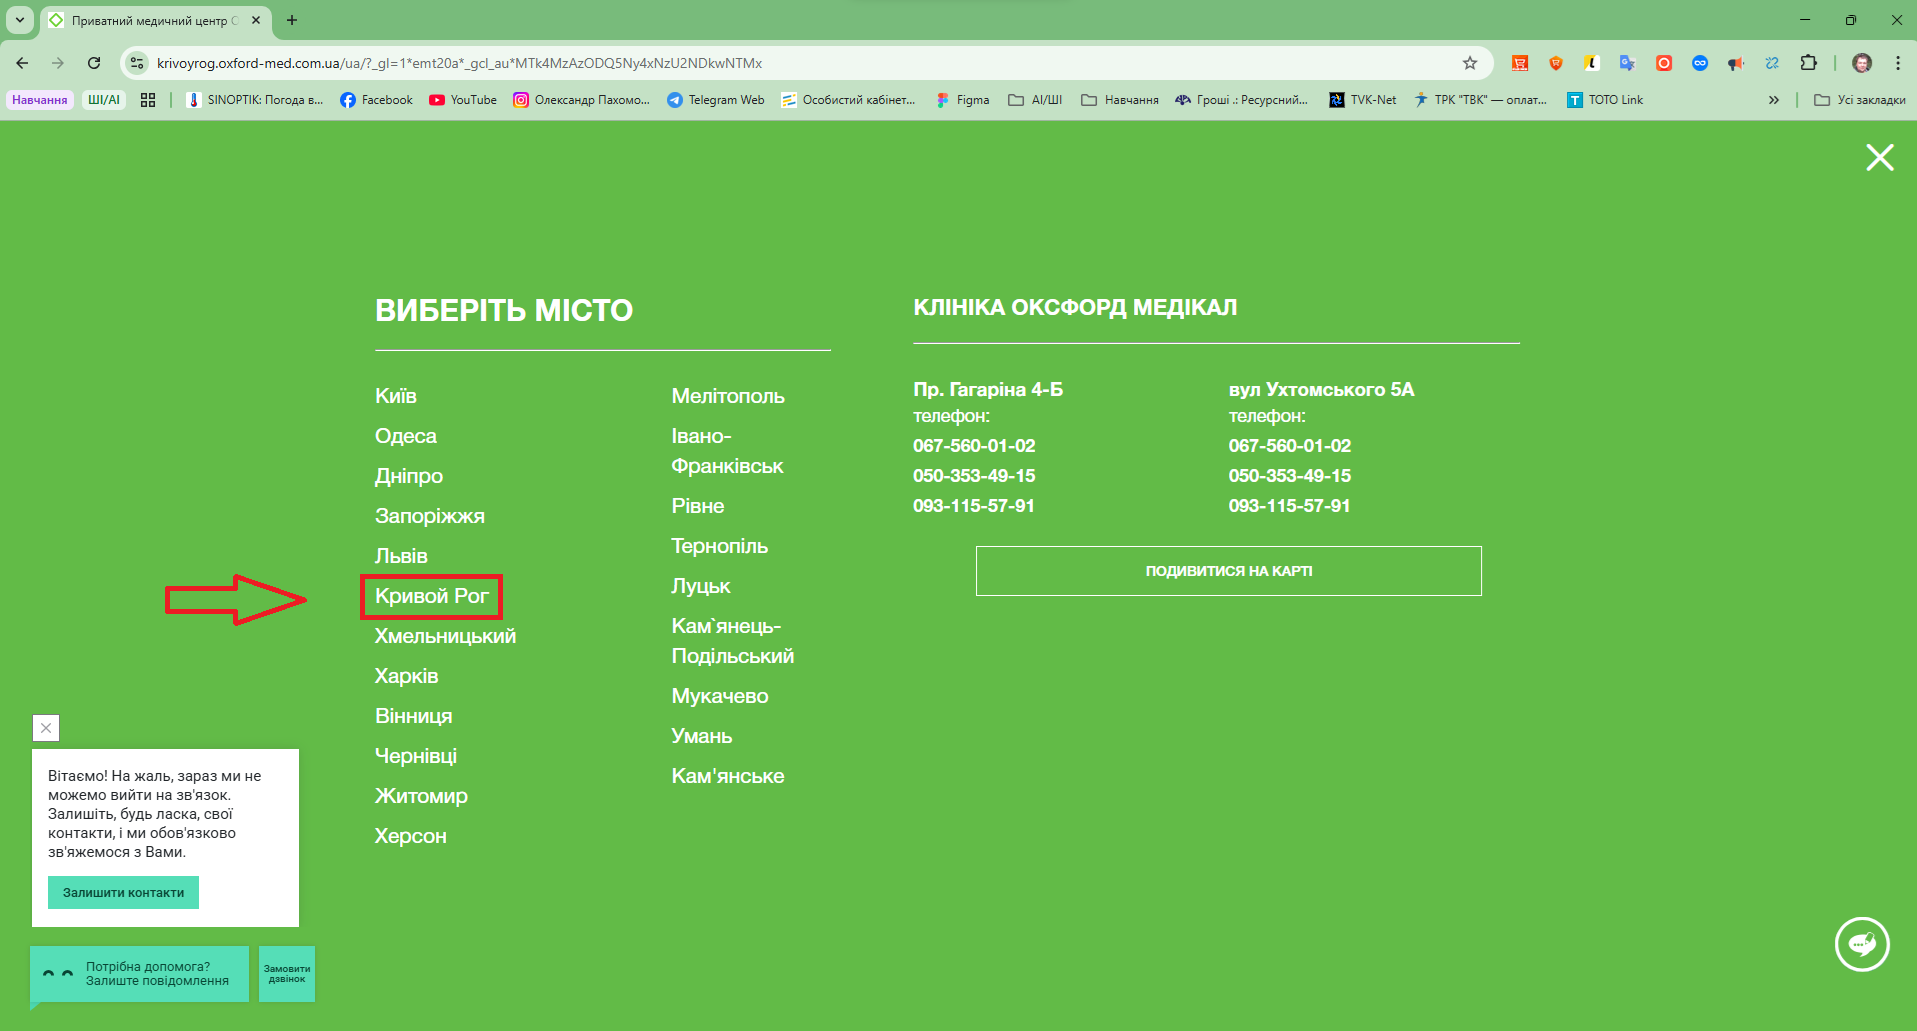 Приватний медичний центр О
krivoyrog.oxford-med.com.ua/ua/?_gl=1*emt20a*_gcl_au*MTk4MzAzODQ5Ny4xNzU2NDkwNTMx
Навчання
ШІ/AI
SINOPTIK: Погода в...
Facebook
YouTube
Олександр Пахомо...
Telegram Web
Особистий кабінет...
Figma
АІ/ШІ
Навчання
Гроші .: Ресурсний...
TVK-Net
ТРК "ТВК" — оплат...
TOTO Link
Усі закладки
ВИБЕРІТЬ МІСТО
Київ
Одеса
Дніпро
Запоріжжя
Львів
Кривой Рог
Хмельницький
Харків
Вінниця
Чернівці
Житомир
Херсон
Мелітополь
Івано-
Франківськ
Рівне
Тернопіль
Луцьк
Кам`янець-
Подільський
Мукачево
Умань
Кам'янське
КЛІНІКА ОКСФОРД МЕДІКАЛ
Пр. Гагаріна 4-Б
телефон:
067-560-01-02
050-353-49-15
093-115-57-91
вул Ухтомського 5А
телефон:
067-560-01-02
050-353-49-15
093-115-57-91
ПОДИВИТИСЯ НА КАРТІ
Вітаємо! На жаль, зараз ми не
можемо вийти на зв'язок.
Залишіть, будь ласка, свої
контакти, і ми обов'язково
зв'яжемося з Вами.
Залишити контакти
Потрібна допомога?
Залиште повідомлення
Замовити
дзвінок